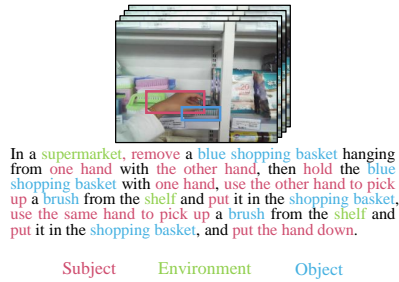 In a supermarket, remove a blue shopping basket hanging
from one hand with the other hand, then hold the blue
shopping basket with one hand, use the other hand to pick
up a brush from the shelf and put it in the shopping basket,
use the same hand to pick up a brush from the shelf and
put it in the shopping basket, and put the hand down.
Subject Environment Object